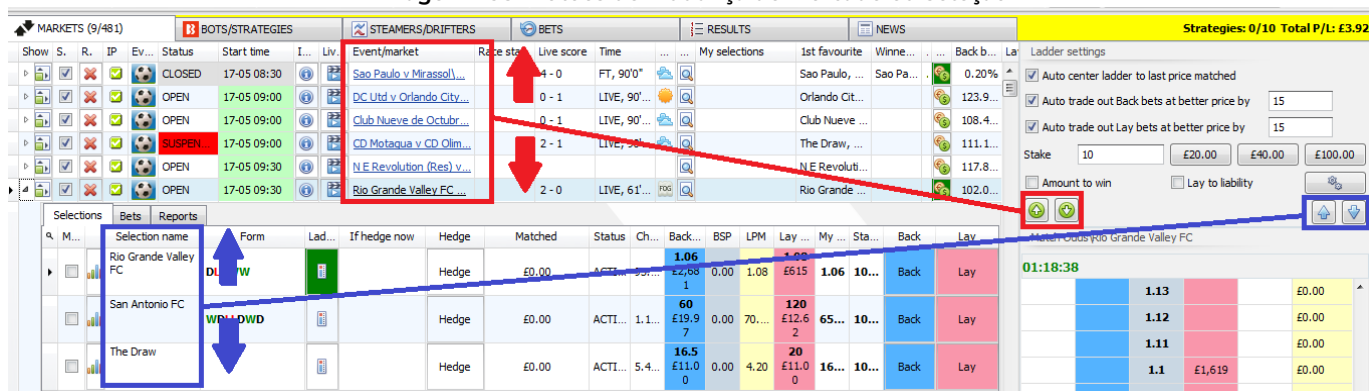 MARKETS (9/481) BOTS/STRATEGIES STEAMERS/DRIFTERS BETS RESULTS NEWS Strategies: 0/10 Total P/L: £3.92
Show S. R. IP Ev... Status Start time I... Liv. Event/market Race sta Live score Time ... ... My selections 1st favourite Winne... . ... Back b... La
CLOSED 17-05 08:30 Sao Paulo v Mirassol\... 4 - 0 FT, 90'0" Sao Paulo, ... Sao Pa... 0.20%
OPEN 17-05 09:00 DC Utd v Orlando City... 0 - 1 LIVE, 90'... Orlando Cit... 123.9...
OPEN 17-05 09:00 Club Nueve de Octubr... 0 - 1 LIVE, 90'... Club Nueve ... 108.4...
SUSPEN... 17-05 09:00 CD Motagua v CD Olim... 2 - 1 LIVE, 90'... The Draw, ... 111.1...
OPEN 17-05 09:30 N E Revolution (Res) v... N E Revoluti... 117.8...
OPEN 17-05 09:30 Rio Grande Valley FC ... 2 - 0 LIVE, 61'... FOG Rio Grande ... 102.0...
Ladder settings
Auto center ladder to last price matched
Auto trade out Back bets at better price by 15
Auto trade out Lay bets at better price by 15
Stake 10 £20.00 £40.00 £100.00
Amount to win Lay to liability
Selections Bets Reports
M... Selection name Form Lad... If hedge now Hedge Matched Status Ch... Back... BSP LPM Lay ... My ... Sta... Back Lay
Rio Grande Valley FC Hedge £0.00 ACTI... 1.06 £2,68 1 0.00 1.08 £615 1.06 10... Back Lay
San Antonio FC Hedge £0.00 ACTI... 1.1... 60 £19.9 7 0.00 70.... 120 £12.6 2 65... 10... Back Lay
The Draw Hedge £0.00 ACTI... 5.4... 16.5 £11.0 0 0.00 4.20 20 £11.0 0 16... 10... Back Lay
Rio Grande Valley FC
01:18:38
1.13 £0.00
1.12 £0.00
1.11 £0.00
1.1 £1,619 £0.00